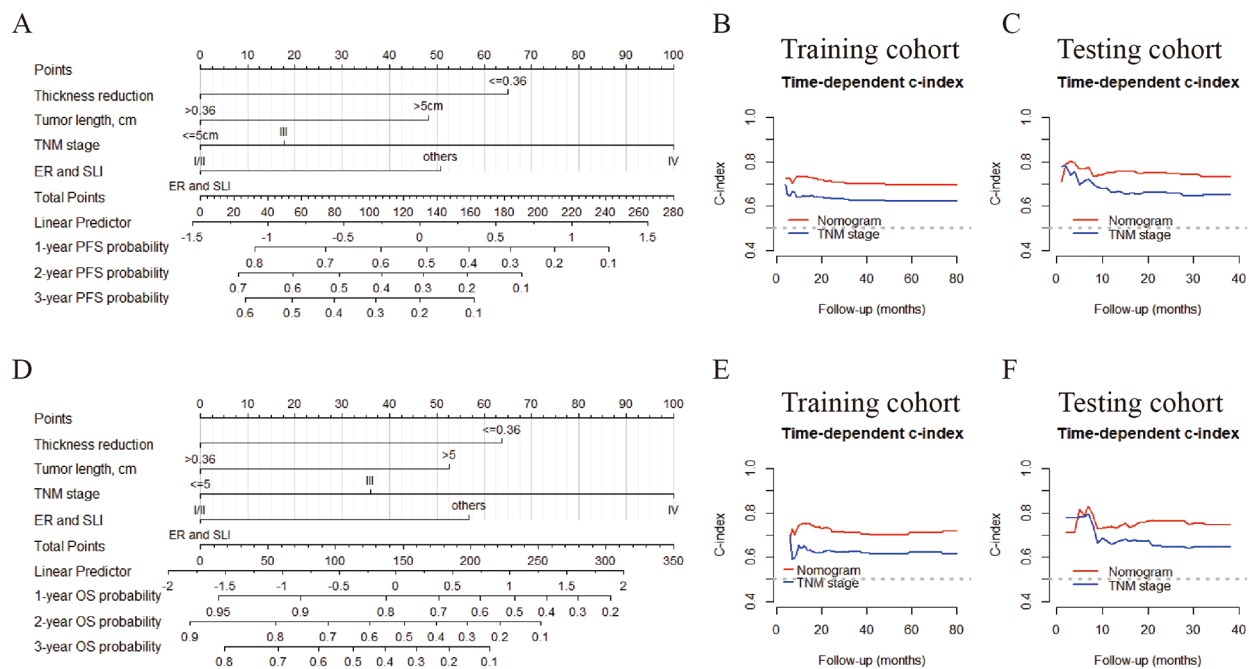 A
Points
0 10 20 30 40 50 60 70 80 90 100
<=0.36
Thickness reduction
>0.36 >5cm
Tumor length, cm
<=5cm III
TNM stage
I/II others IV
ER and SLI
ER and SLI
Total Points
0 20 40 60 80 100 120 140 160 180 200 220 240 260 280
Linear Predictor
-1.5 -1 -0.5 0 0.5 1 1.5
1-year PFS probability
0.8 0.7 0.6 0.5 0.4 0.3 0.2 0.1
2-year PFS probability
0.7 0.6 0.5 0.4 0.3 0.2 0.1
3-year PFS probability
0.6 0.5 0.4 0.3 0.2 0.1
B
Training cohort
Time-dependent c-index
C-index
1.0
0.8
0.6
0.4
Nomogram
TNM stage
0 20 40 60 80
Follow-up (months)
C
Testing cohort
Time-dependent c-index
C-index
1.0
0.8
0.6
0.4
Nomogram
TNM stage
0 10 20 30 40
Follow-up (months)
D
Points
0 10 20 30 40 50 60 70 80 90 100
<=0.36
Thickness reduction
>0.36 >5
Tumor length, cm
<=5 III
TNM stage
I/II others IV
ER and SLI
ER and SLI
Total Points
0 50 100 150 200 250 300 350
Linear Predictor
-2 -1.5 -1 -0.5 0 0.5 1 1.5 2
1-year OS probability
0.95 0.9 0.8 0.7 0.6 0.5 0.4 0.3 0.2
2-year OS probability
0.9 0.8 0.7 0.6 0.5 0.4 0.3 0.2 0.1
3-year OS probability
0.8 0.7 0.6 0.5 0.4 0.3 0.2 0.1
E
Training cohort
Time-dependent c-index
C-index
1.0
0.8
0.6
0.4
Nomogram
TNM stage
0 20 40 60 80
Follow-up (months)
F
Testing cohort
Time-dependent c-index
C-index
1.0
0.8
0.6
0.4
Nomogram
TNM stage
0 10 20 30 40
Follow-up (months)